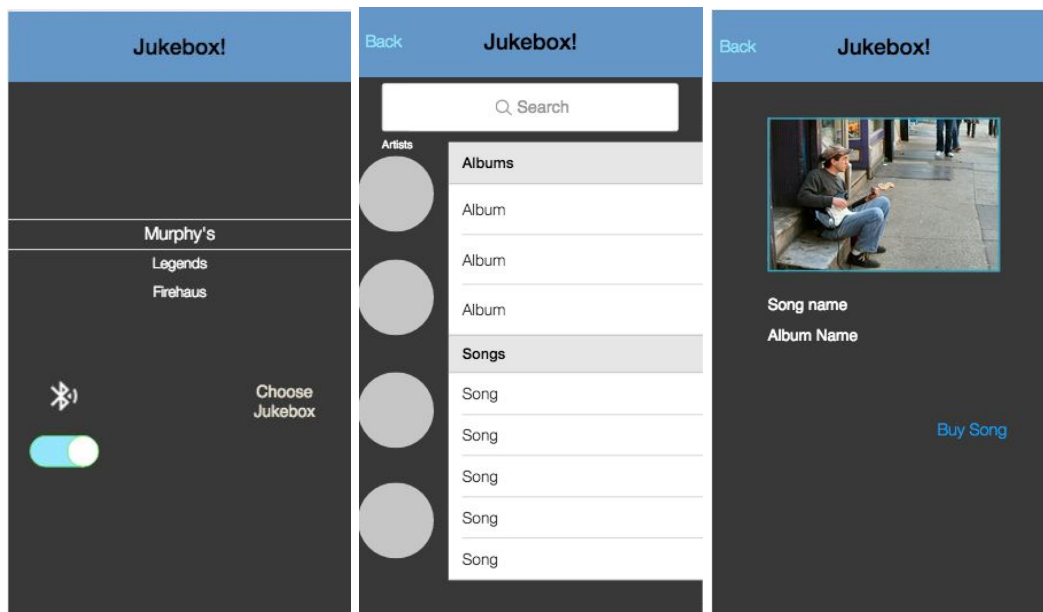 Jukebox!
Murphy's
Legends
Firehaus
Choose
Jukebox
Back
Jukebox!
Search
Artists
Albums
Album
Album
Album
Songs
Song
Song
Song
Song
Song
Back
Jukebox!
Song name
Album Name
Buy Song